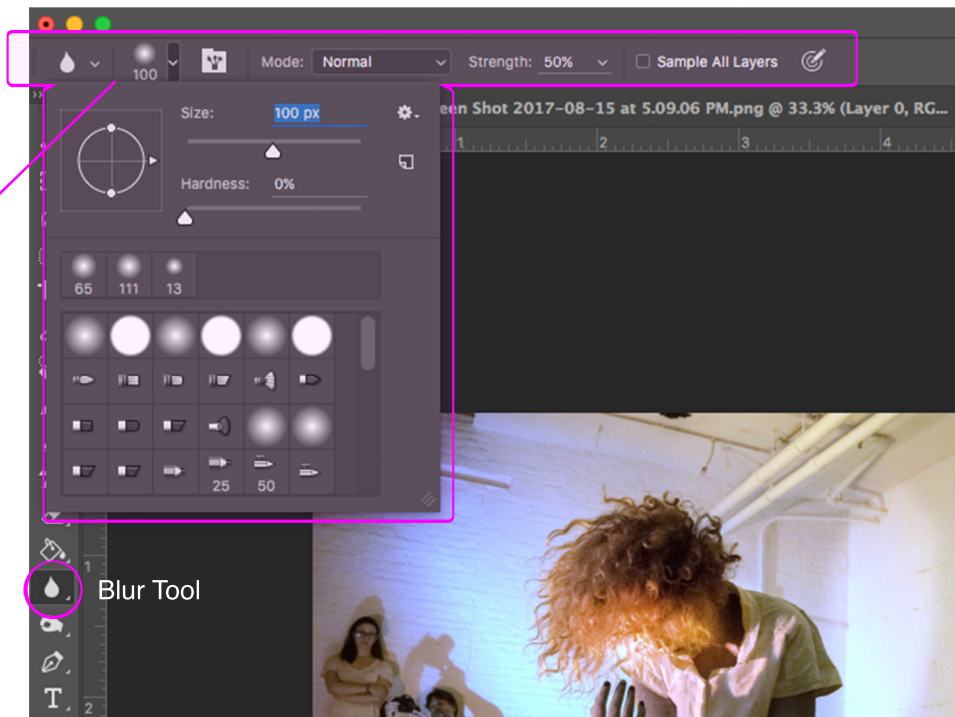 100
Mode: Normal
Strength: 50%
Sample All Layers
een Shot 2017-08-15 at 5.09.06 PM.png @ 33.3% (Layer 0, RG...
Size: 100 px
1 2 3 4
Hardness: 0%
65 111 13
25 50
1
Blur Tool
T
2